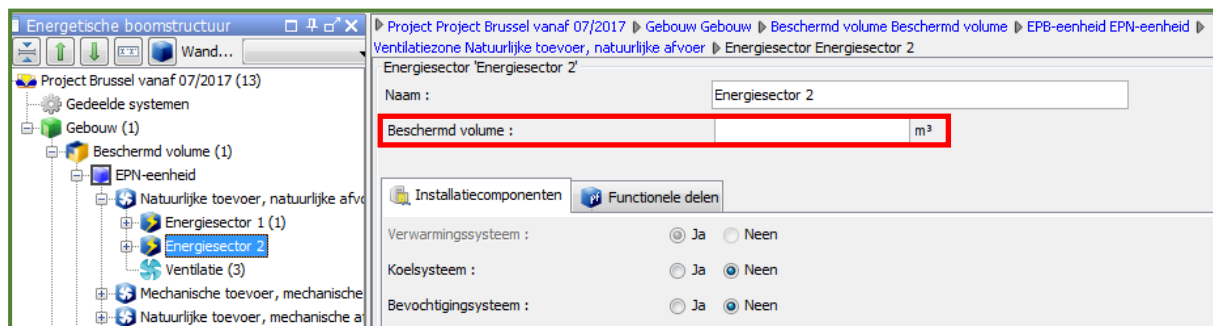 Energetische boomstructuur
Wand...
Project Brussel vanaf 07/2017 (13)
Gedeelde systemen
Gebouw (1)
Beschermd volume (1)
EPN-eenheid
Natuurlijke toevoer, natuurlijke afvo
Energiesector 1 (1)
Energiesector 2
Ventilatie (3)
Mechanische toevoer, mechanische
Natuurlijke toevoer, mechanische a
Project Project Brussel vanaf 07/2017 Gebouw Gebouw Beschermd volume Beschermd volume EPB-eenheid EPN-eenheid
Ventilatiezone Natuurlijke toevoer, natuurlijke afvoer Energiesector Energiesector 2
Energiesector 'Energiesector 2'
Naam : Energiesector 2
Beschermd volume : m³
Installatiecomponenten Functionele delen
Verwarmingssysteem : Ja Neen
Koelsysteem : Ja Neen
Bevochtigingsysteem : Ja Neen